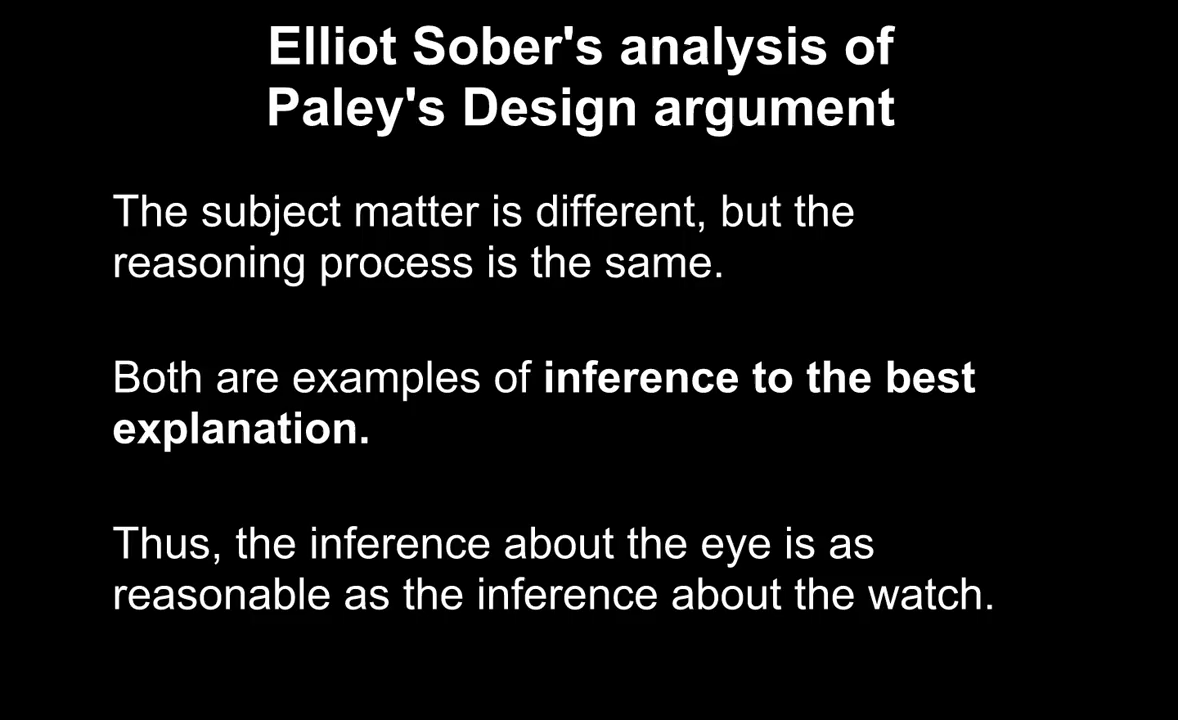 Elliot Sober's analysis of
Paley's Design argument
The subject matter is different, but the
reasoning process is the same.
Both are examples of inference to the best
explanation.
Thus, the inference about the eye is as
reasonable as the inference about the watch.